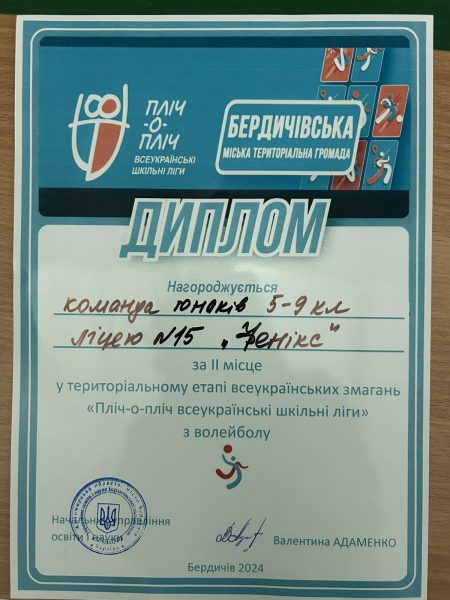 ПЛІЧ
-О-
ПЛІЧ
ВСЕУКРАЇНСЬКІ
ШКІЛЬНІ ЛІГИ
БЕРДИЧІВСЬКА
МІСЬКА ТЕРИТОРІАЛЬНА ГРОМАДА
ДИПЛОМ
Нагороджується
команда юнаків 5-9 кл
ліцею №15 „Фенікс“
за ІІ місце
у територіальному етапі всеукраїнських змагань
«Пліч-о-пліч всеукраїнські шкільні ліги»
з волейболу
Начальник управління
освіти і науки
Валентина АДАМЕНКО
Бердичів 2024